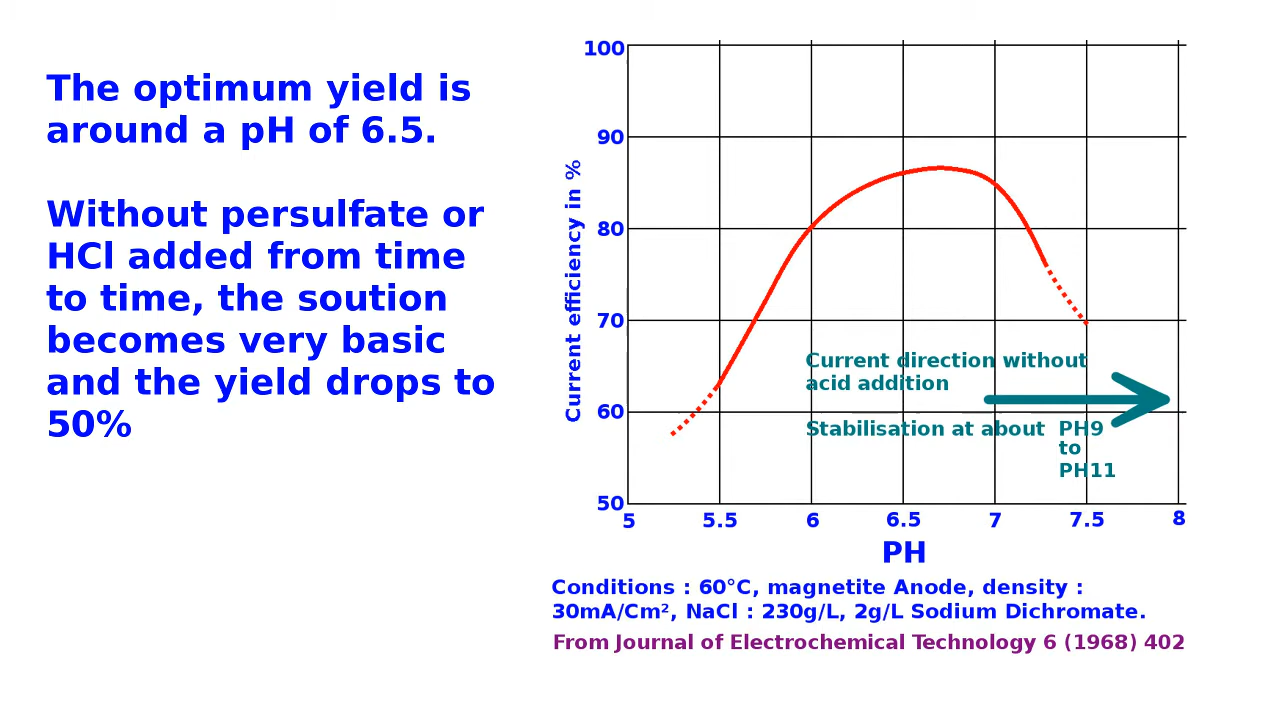 The optimum yield is
around a pH of 6.5.
Without persulfate or
HCl added from time
to time, the soution
becomes very basic
and the yield drops to
50%
100
90
80
70
60
50
Current efficiency in %
Current direction without
acid addition
Stabilisation at about PH9
to
PH11
5 5.5 6 6.5 7 7.5 8
PH
Conditions : 60°C, magnetite Anode, density :
30mA/Cm², NaCl : 230g/L, 2g/L Sodium Dichromate.
From Journal of Electrochemical Technology 6 (1968) 402